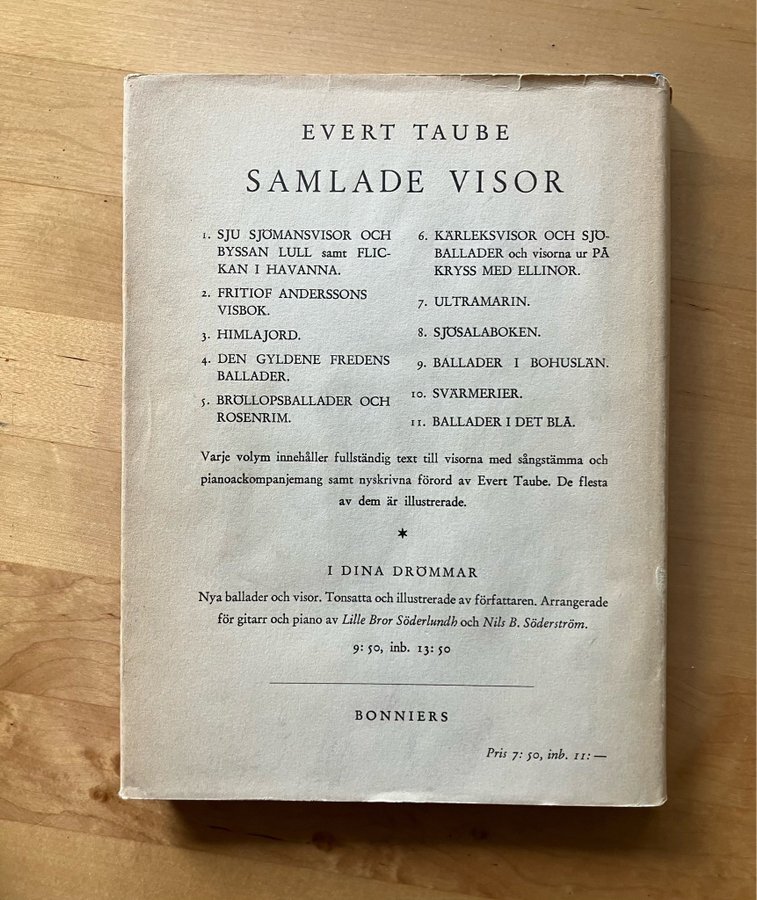 EVERT TAUBE
SAMLADE VISOR
1. SJU SJÖMANSVISOR OCH
BYSSAN LULL samt FLIC-
KAN I HAVANNA.
2. FRITIOF ANDERSSONS
VISBOK.
3. HIMLAJORD.
4. DEN GYLDENE FREDENS
BALLADER.
5. BRÖLLOPSBALLADER OCH
ROSENRIM.
6. KÄRLEKSVISOR OCH SJÖ-
BALLADER och visorna ur PÅ
KRYSS MED ELLINOR.
7. ULTRAMARIN.
8. SJÖSALABOKEN.
9. BALLADER I BOHUSLÄN.
10. SVÄRMERIER.
11. BALLADER I DET BLÅ.
Varje volym innehåller fullständig text till visorna med sångstämma och
pianoackompanjemang samt nyskrivna förord av Evert Taube. De flesta
av dem är illustrerade.
*
I DINA DRÖMMAR
Nya ballader och visor. Tonsatta och illustrerade av författaren. Arrangerade
för gitarr och piano av Lille Bror Söderlundh och Nils B. Söderström.
9: 50, inb. 13: 50
BONNIERS
Pris 7: 50, inb. 11: —